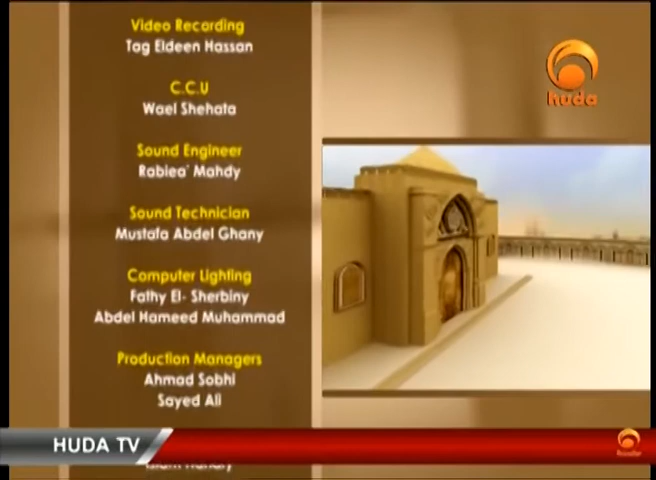 Video Recording
Tag Eldeen Hassan
C.C.U
Wael Shehata
Sound Engineer
Rabiea' Mahdy
Sound Technician
Mustafa Abdel Ghany
Computer Lighting
Fathy El- Sherbiny
Abdel Hameed Muhammad
Production Managers
Ahmad Sobhi
Sayed Ali
huda
HUDA TV